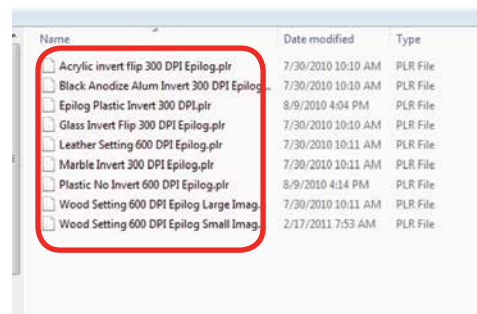 Name Date modified Type
Acrylic invert flip 300 DPI Epilog.plr 7/30/2010 10:10 AM PLR File
Black Anodize Alum Invert 300 DPI Epilog... 7/30/2010 10:10 AM PLR File
Epilog Plastic Invert 300 DPI.plr 8/9/2010 4:04 PM PLR File
Glass Invert Flip 300 DPI Epilog.plr 7/30/2010 10:10 AM PLR File
Leather Setting 600 DPI Epilog.plr 7/30/2010 10:11 AM PLR File
Marble Invert 300 DPI Epilog.plr 7/30/2010 10:11 AM PLR File
Plastic No Invert 600 DPI Epilog.plr 8/9/2010 4:14 PM PLR File
Wood Setting 600 DPI Epilog Large Imag... 7/30/2010 10:11 AM PLR File
Wood Setting 600 DPI Epilog Small Imag... 2/17/2011 7:53 AM PLR File